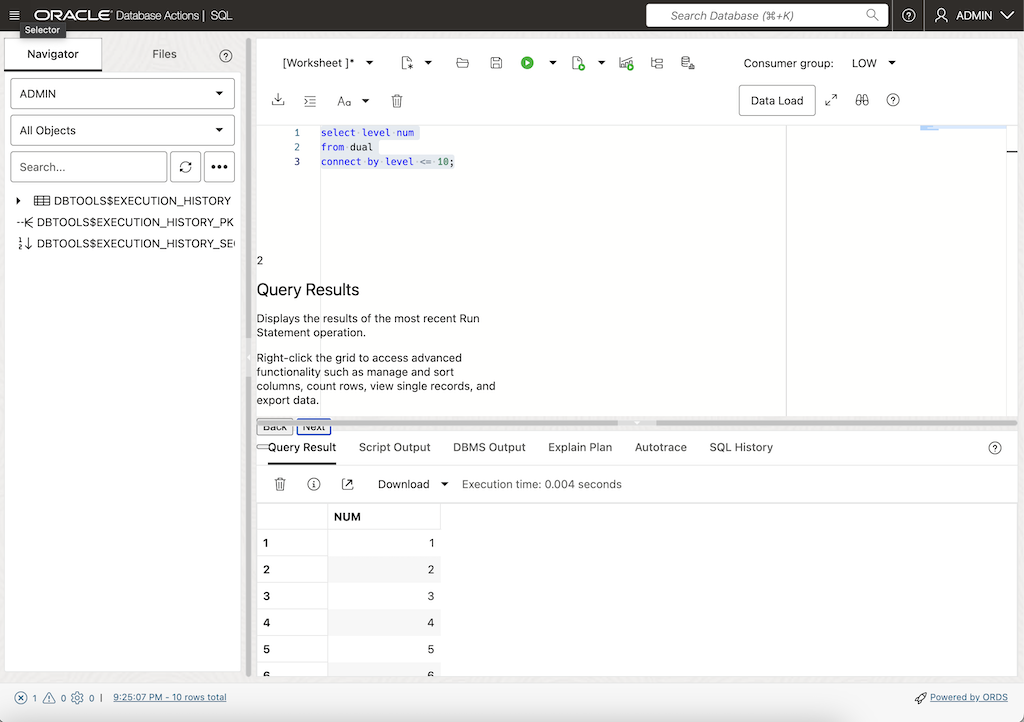 ORACLE Database Actions | SQL
Search Database (⌘+K)
ADMIN
Selector
Navigator
Files
ADMIN
All Objects
Search...
DBTOOLS$EXECUTION_HISTORY
DBTOOLS$EXECUTION_HISTORY_PK
DBTOOLS$EXECUTION_HISTORY_SE
[Worksheet ]*
Consumer group: LOW
Aa
Data Load
1 select level num
2 from dual
3 connect by level <= 10;
2
Query Results
Displays the results of the most recent Run
Statement operation.
Right-click the grid to access advanced
functionality such as manage and sort
columns, count rows, view single records, and
export data.
Back Next
Query Result
Script Output
DBMS Output
Explain Plan
Autotrace
SQL History
Download
Execution time: 0.004 seconds
NUM
1 1
2 2
3 3
4 4
5 5
6 6
1 0 0 | 9:25:07 PM - 10 rows total
Powered by ORDS